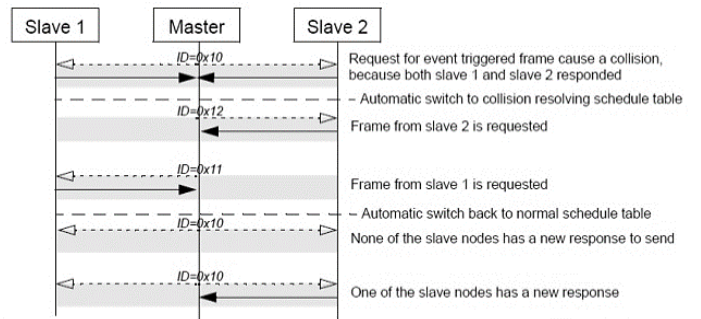 Slave 1
Master
Slave 2
ID=0x10
Request for event triggered frame cause a collision,
because both slave 1 and slave 2 responded
Automatic switch to collision resolving schedule table
ID=0x12
Frame from slave 2 is requested
ID=0x11
Frame from slave 1 is requested
Automatic switch back to normal schedule table
ID=0x10
None of the slave nodes has a new response to send
ID=0x10
One of the slave nodes has a new response